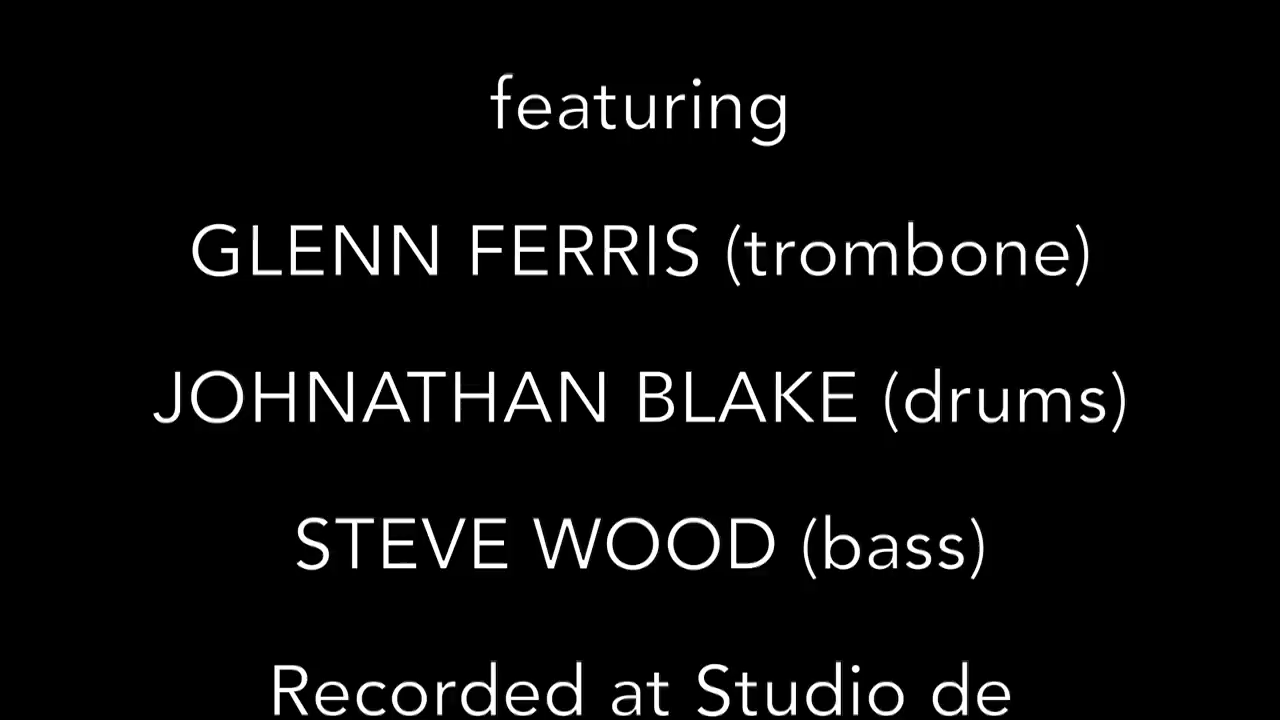 featuring
GLENN FERRIS (trombone)
JOHNATHAN BLAKE (drums)
STEVE WOOD (bass)
Recorded at Studio de